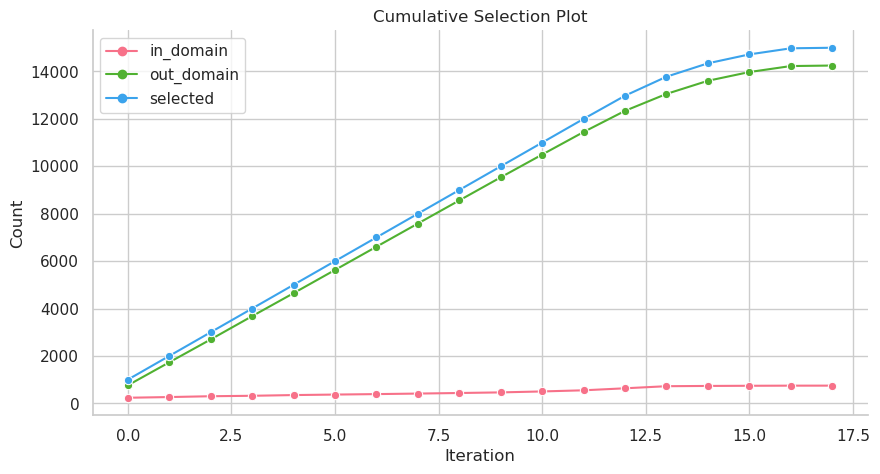 Cumulative Selection Plot
in_domain
out_domain
selected
14000
12000
10000
8000
6000
4000
2000
0
Count
0.0 2.5 5.0 7.5 10.0 12.5 15.0 17.5
Iteration